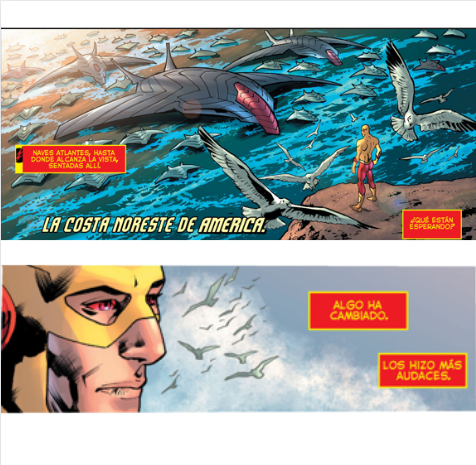 NAVES ATLANTES, HASTA
DONDE ALCANZA LA VISTA,
SENTADAS ALLÍ.
LA COSTA NORESTE DE AMERICA.
¿QUÉ ESTÁN
ESPERANDO?
ALGO HA
CAMBIADO.
LOS HIZO MÁS
AUDACES.